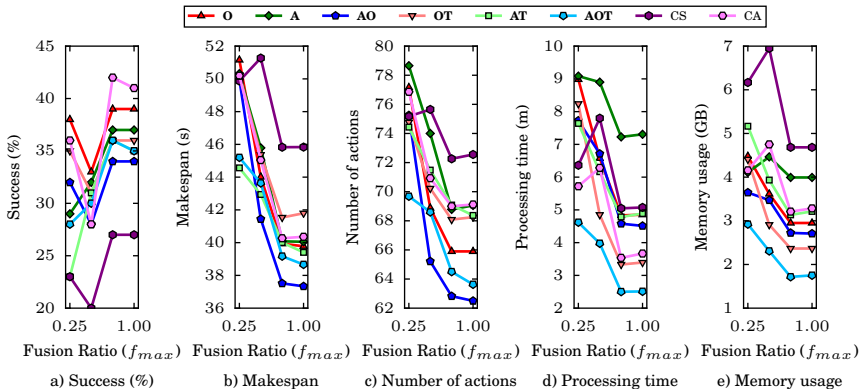 O A AO OT AT AOT CS CA
45
40
35
30
25
20
Success (%)
0.25 1.00
Fusion Ratio (f_max)
a) Success (%)
52
50
48
46
44
42
40
38
36
Makespan (s)
0.25 1.00
Fusion Ratio (f_max)
b) Makespan
80
78
76
74
72
70
68
66
64
62
Number of actions
0.25 1.00
Fusion Ratio (f_max)
c) Number of actions
10
9
8
7
6
5
4
3
2
Processing time (m)
0.25 1.00
Fusion Ratio (f_max)
d) Processing time
7
6
5
4
3
2
1
Memory usage (GB)
0.25 1.00
Fusion Ratio (f_max)
e) Memory usage